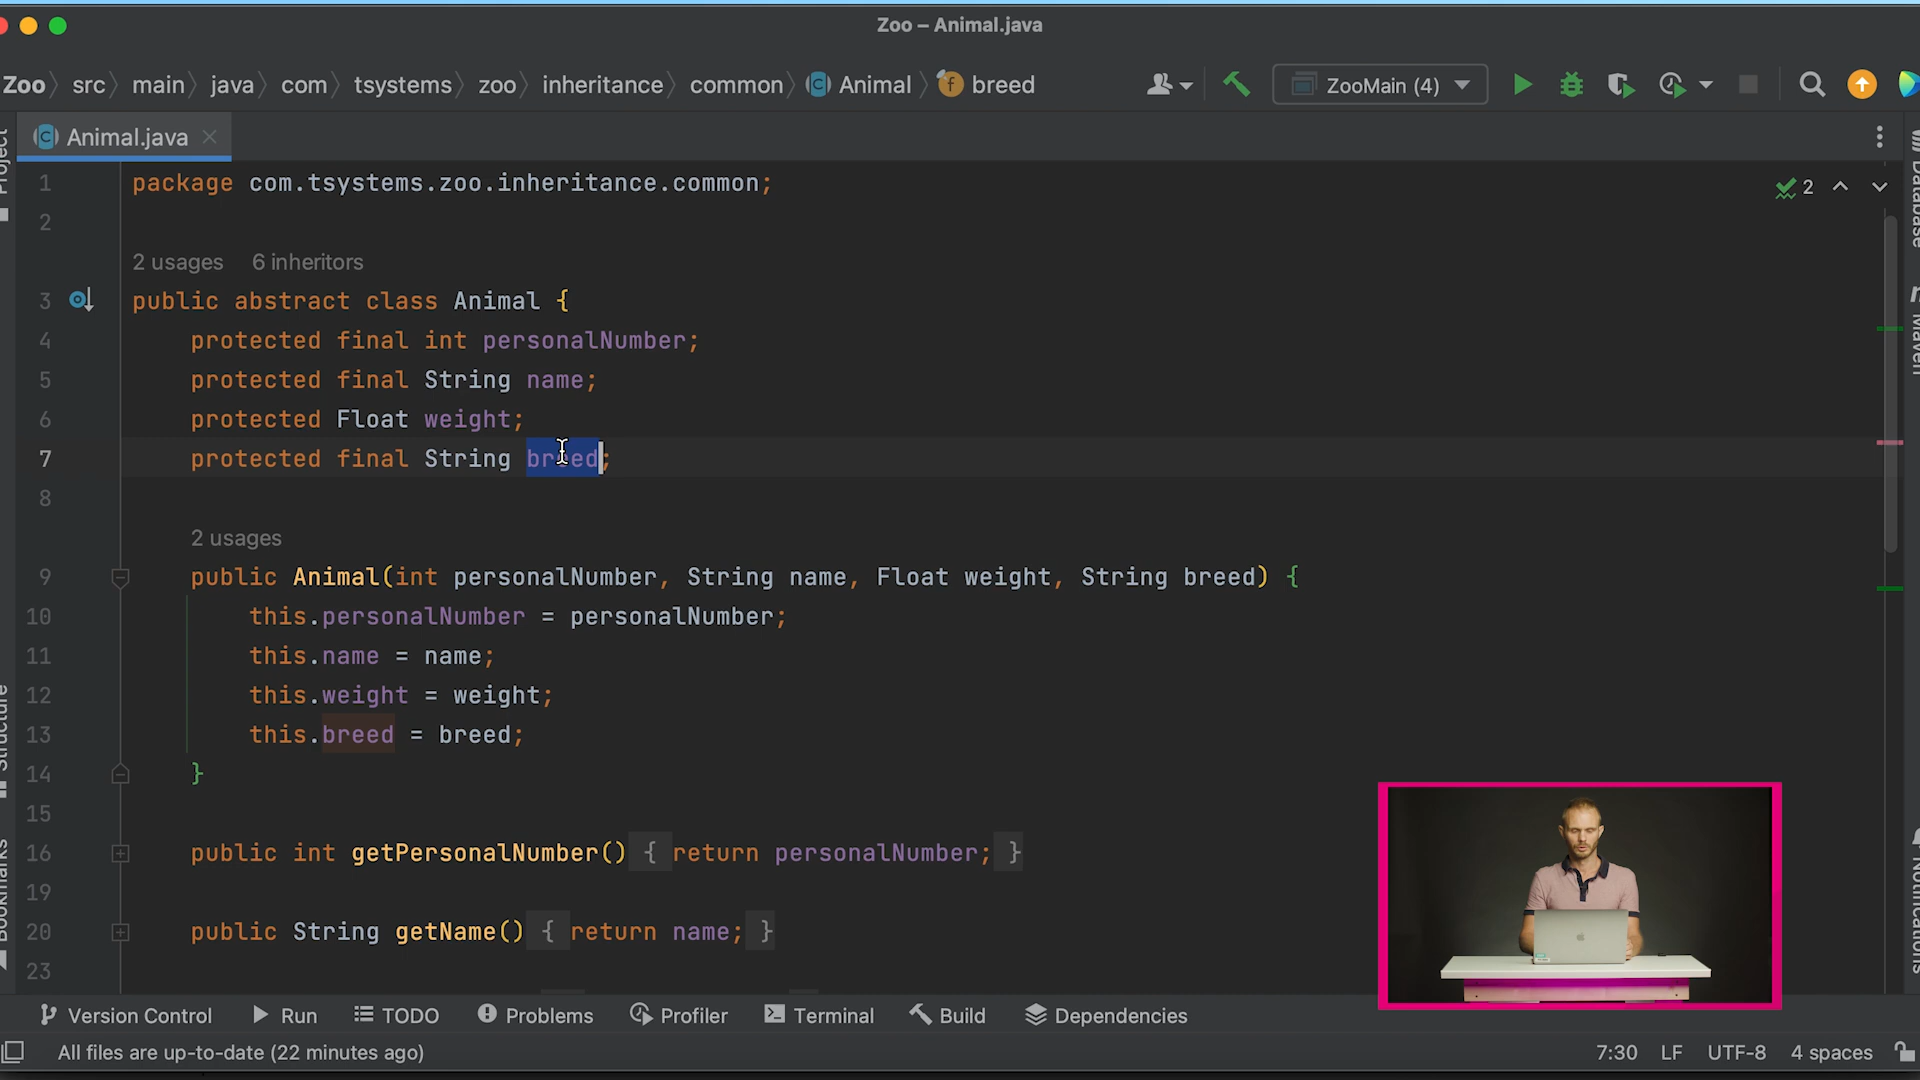 Zoo – Animal.java
Zoo src main java com tsystems zoo inheritance common Animal breed ZooMain (4)
Animal.java
Project
Database
Maven
Structure
Bookmarks
Notifications
2
1 package com.tsystems.zoo.inheritance.common;
2
2 usages 6 inheritors
3 public abstract class Animal {
4 protected final int personalNumber;
5 protected final String name;
6 protected Float weight;
7 protected final String breed;
8
2 usages
9 public Animal(int personalNumber, String name, Float weight, String breed) {
10 this.personalNumber = personalNumber;
11 this.name = name;
12 this.weight = weight;
13 this.breed = breed;
14 }
15
16 public int getPersonalNumber() { return personalNumber; }
19
20 public String getName() { return name; }
23
Version Control Run TODO Problems Profiler Terminal Build Dependencies
All files are up-to-date (22 minutes ago) 7:30 LF UTF-8 4 spaces